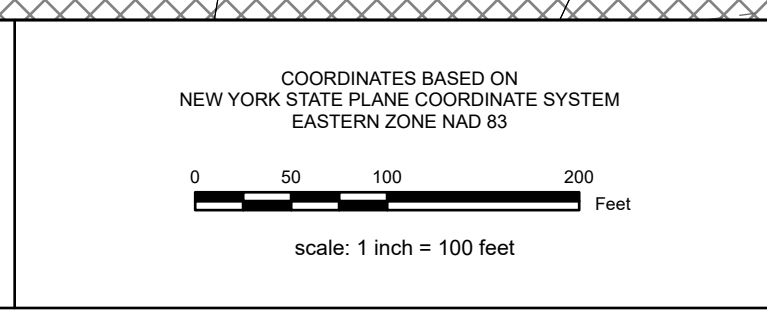 COORDINATES BASED ON
NEW YORK STATE PLANE COORDINATE SYSTEM
EASTERN ZONE NAD 83
0 50 100 200
Feet
scale: 1 inch = 100 feet